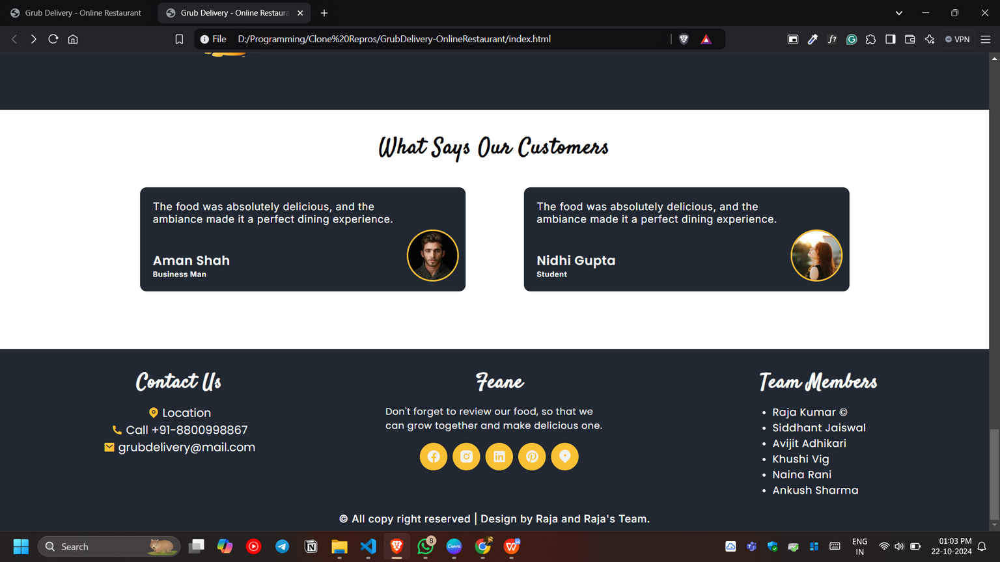 Grub Delivery - Online Restaurant
Grub Delivery - Online Restaura
File
D:/Programming/Clone%20Repros/GrubDelivery-OnlineRestaurant/index.html
VPN
What Says Our Customers
The food was absolutely delicious, and the
ambiance made it a perfect dining experience.
Aman Shah
Business Man
The food was absolutely delicious, and the
ambiance made it a perfect dining experience.
Nidhi Gupta
Student
Contact Us
Location
Call +91-8800998867
grubdelivery@mail.com
Feane
Don't forget to review our food, so that we
can grow together and make delicious one.
Team Members
• Raja Kumar ©
• Siddhant Jaiswal
• Avijit Adhikari
• Khushi Vig
• Naina Rani
• Ankush Sharma
© All copy right reserved | Design by Raja and Raja's Team.
Search
8
ENG
IN
01:03 PM
22-10-2024